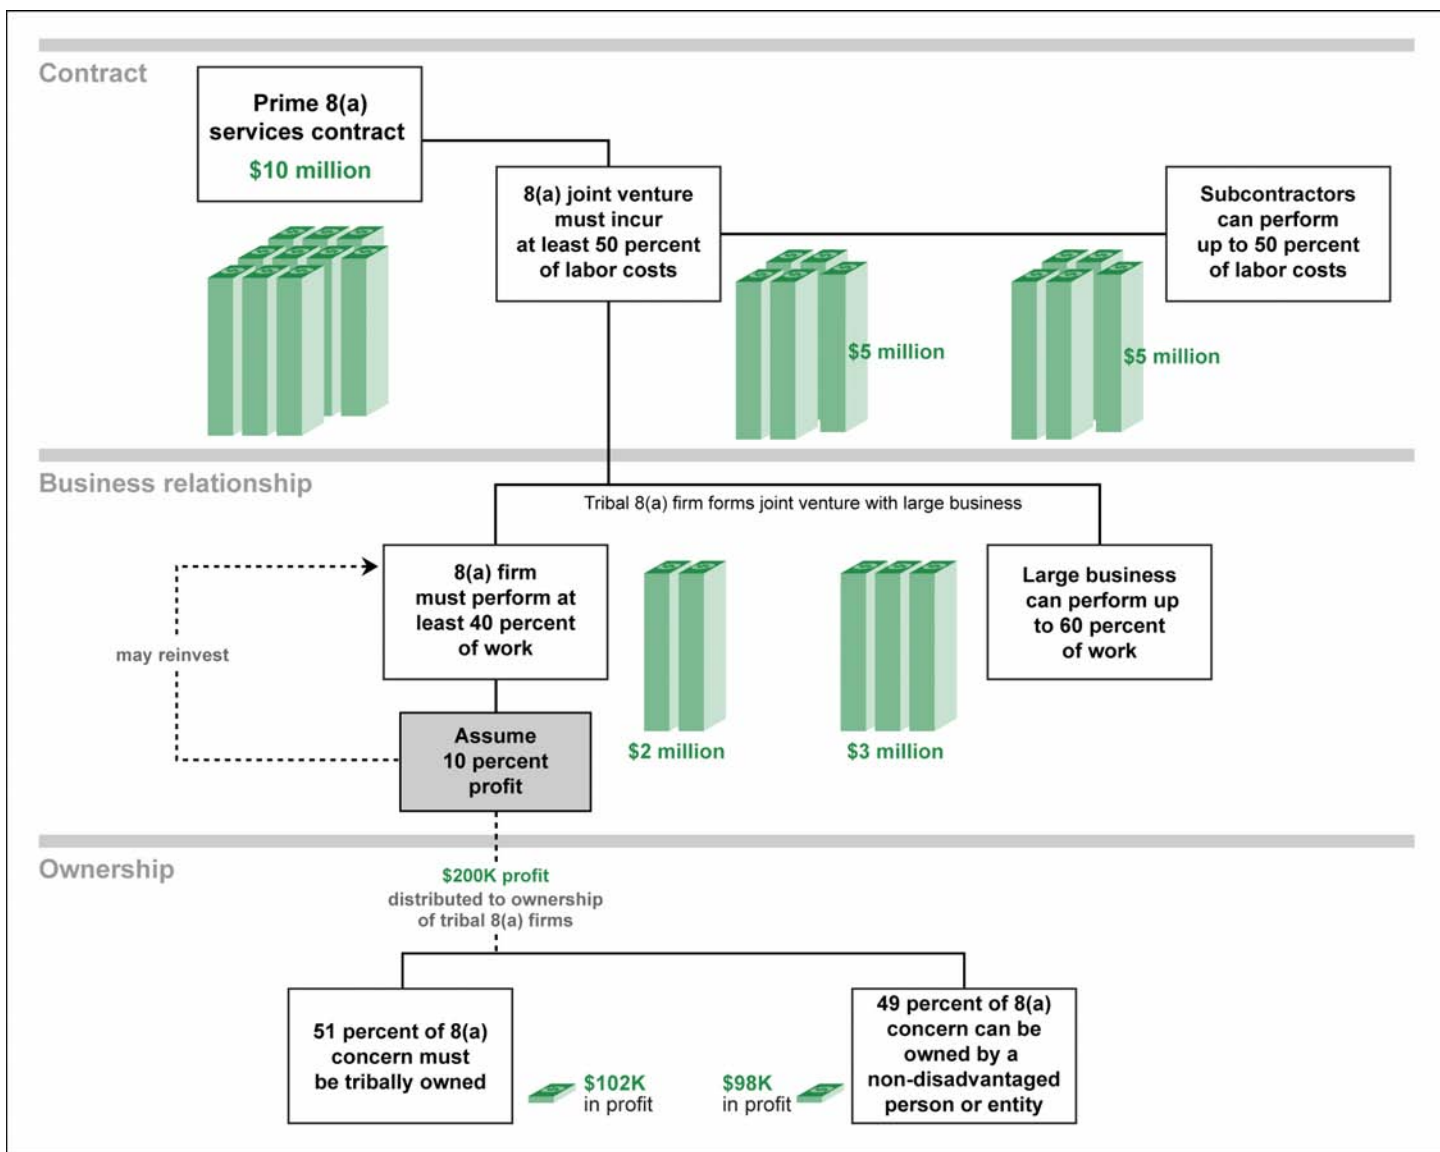 Contract
Prime 8(a)
services contract
$10 million
8(a) joint venture
must incur
at least 50 percent
of labor costs
Subcontractors
can perform
up to 50 percent
of labor costs
$5 million
$5 million
Business relationship
Tribal 8(a) firm forms joint venture with large business
8(a) firm
must perform at
least 40 percent
of work
Large business
can perform up
to 60 percent
of work
may reinvest
Assume
10 percent
profit
$2 million
$3 million
Ownership
$200K profit
distributed to ownership
of tribal 8(a) firms
51 percent of 8(a)
concern must
be tribally owned
$102K
in profit
$98K
in profit
49 percent of 8(a)
concern can be
owned by a
non-disadvantaged
person or entity